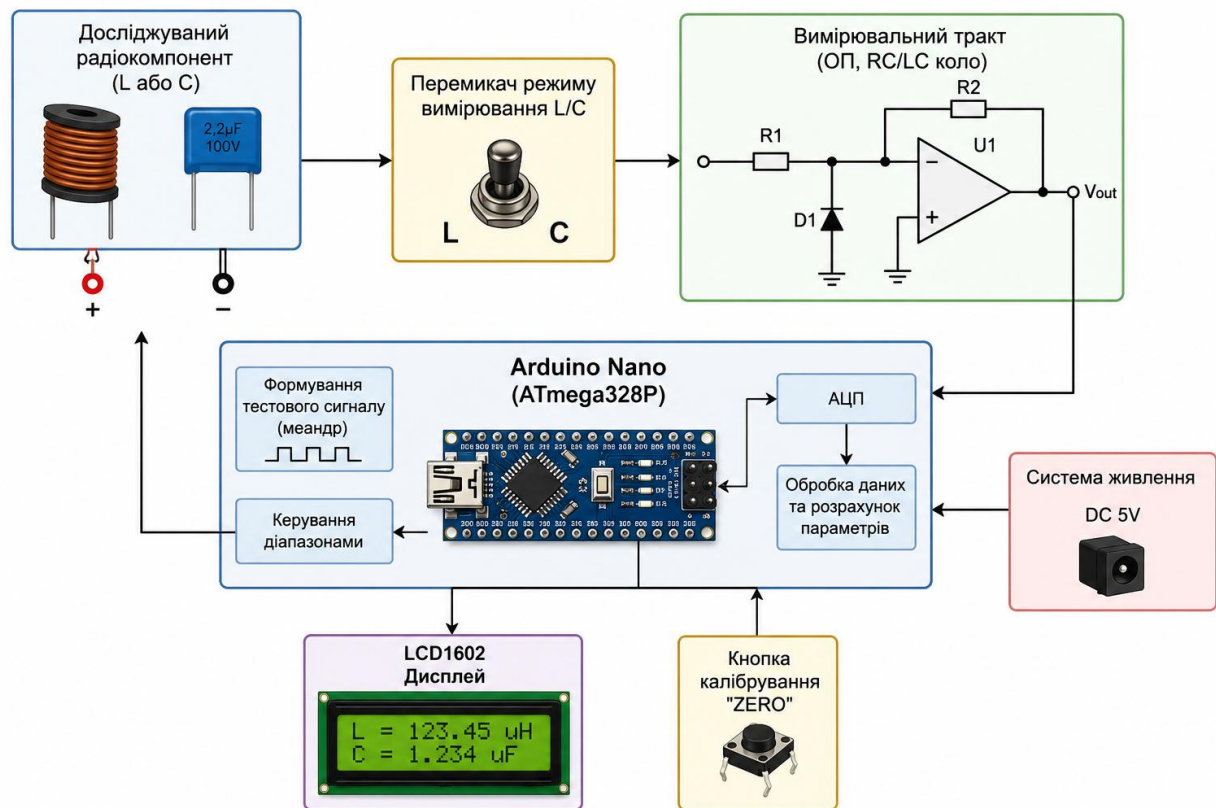 Досліджуваний
радіокомпонент
(L або C)
2,2µF
100V
+
−
Перемикач режиму
вимірювання L/C
L
C
Вимірювальний тракт
(ОП, RC/LC коло)
R2
R1
U1
−
+
D1
Vout
Arduino Nano
(ATmega328P)
Формування
тестового сигналу
(меандр)
Керування
діапазонами
АЦП
Обробка даних
та розрахунок
параметрів
Система живлення
DC 5V
LCD1602
Дисплей
L = 123.45 uH
C = 1.234 uF
Кнопка
калібрування
"ZERO"